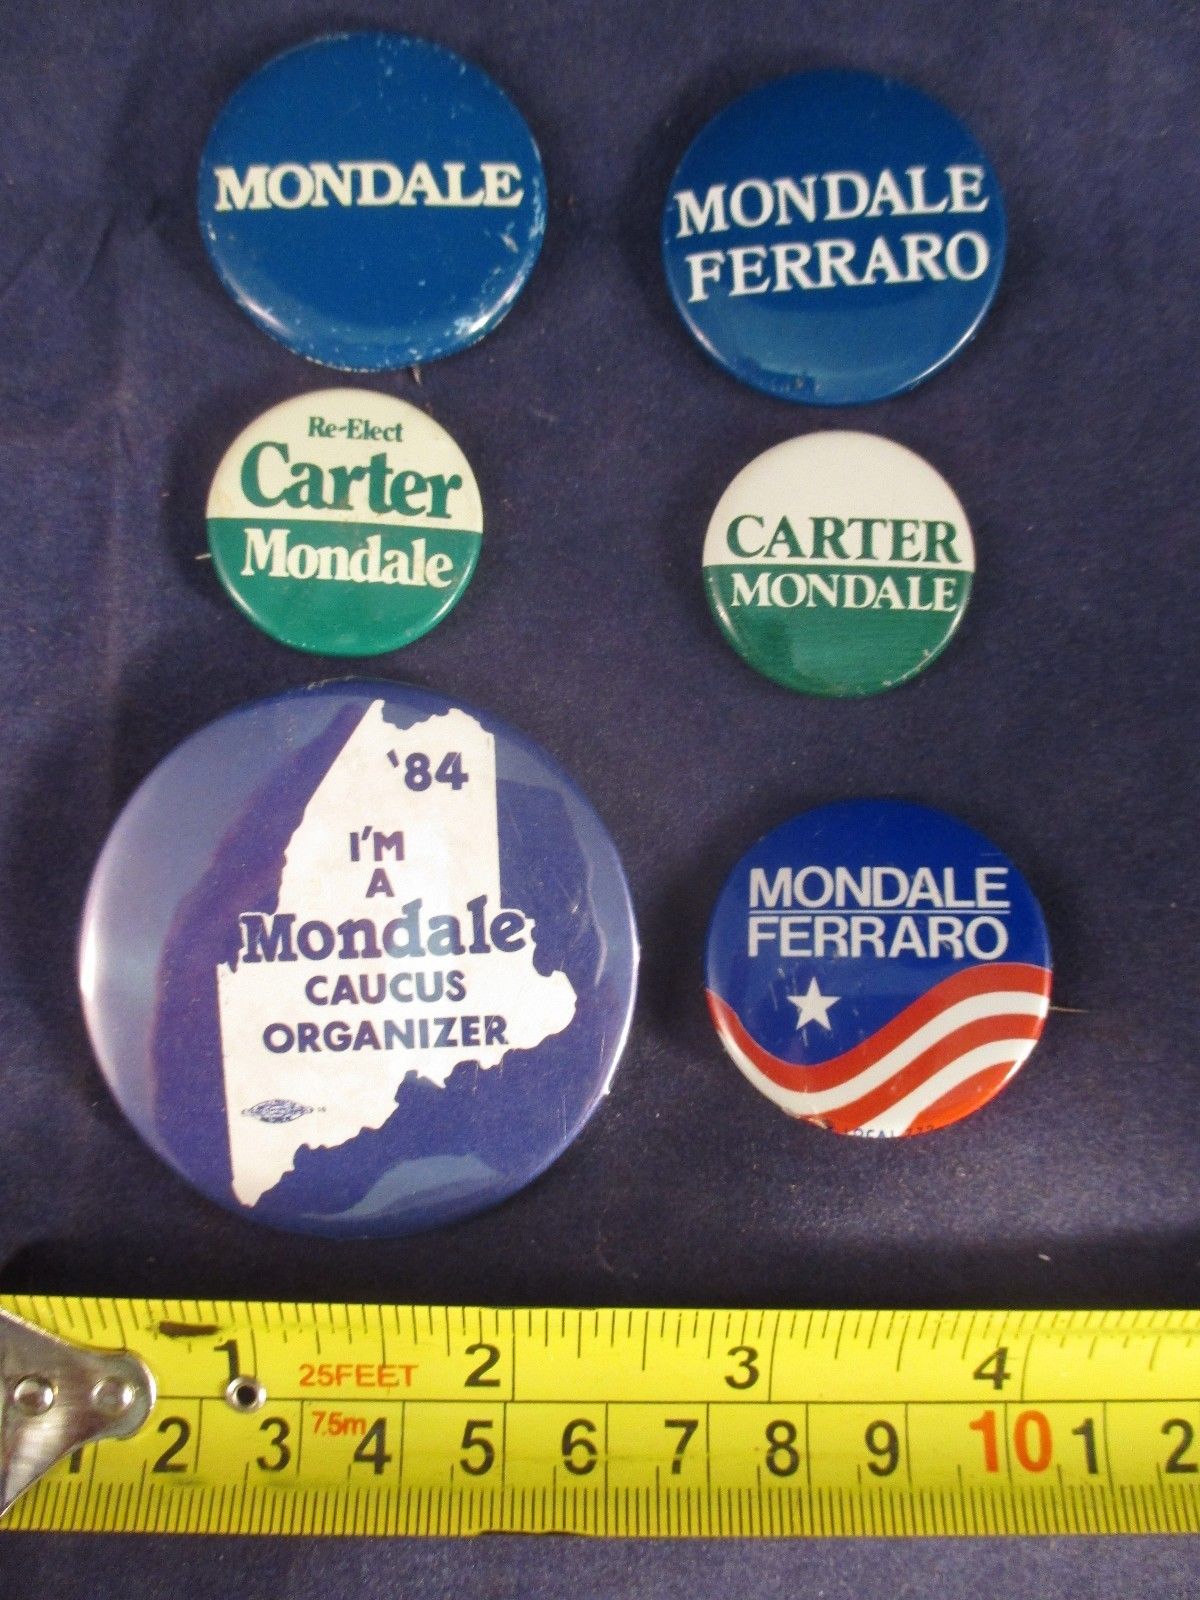 MONDALE
MONDALE
FERRARO
Re-Elect
Carter
Mondale
CARTER
MONDALE
'84
I'M
A
Mondale
CAUCUS
ORGANIZER
MONDALE
FERRARO
1 2 3 4
25FEET
7.5m
1 2 3 4 5 6 7 8 9 10 1 2